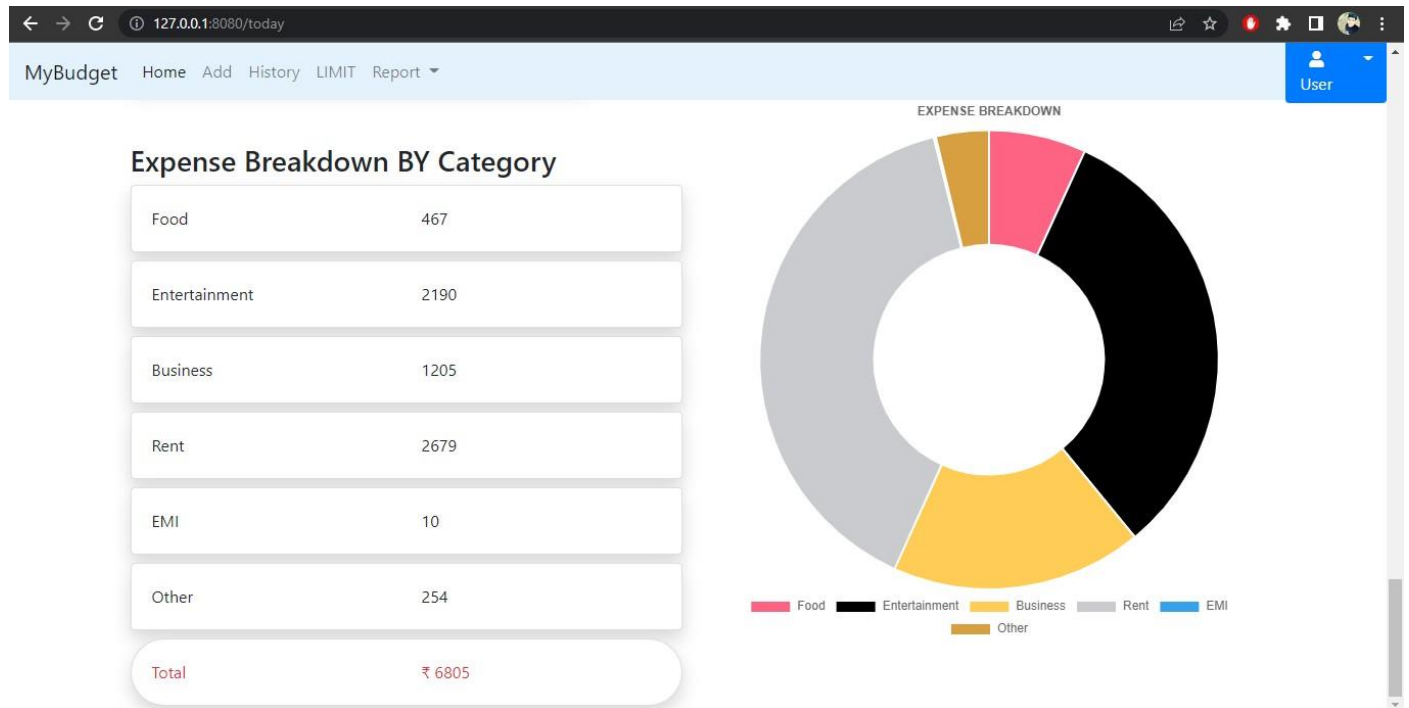 127.0.0.1:8080/today
MyBudget Home Add History LIMIT Report
User
Expense Breakdown BY Category
Food 467
Entertainment 2190
Business 1205
Rent 2679
EMI 10
Other 254
Total ₹ 6805
EXPENSE BREAKDOWN
Food Entertainment Business Rent EMI
Other